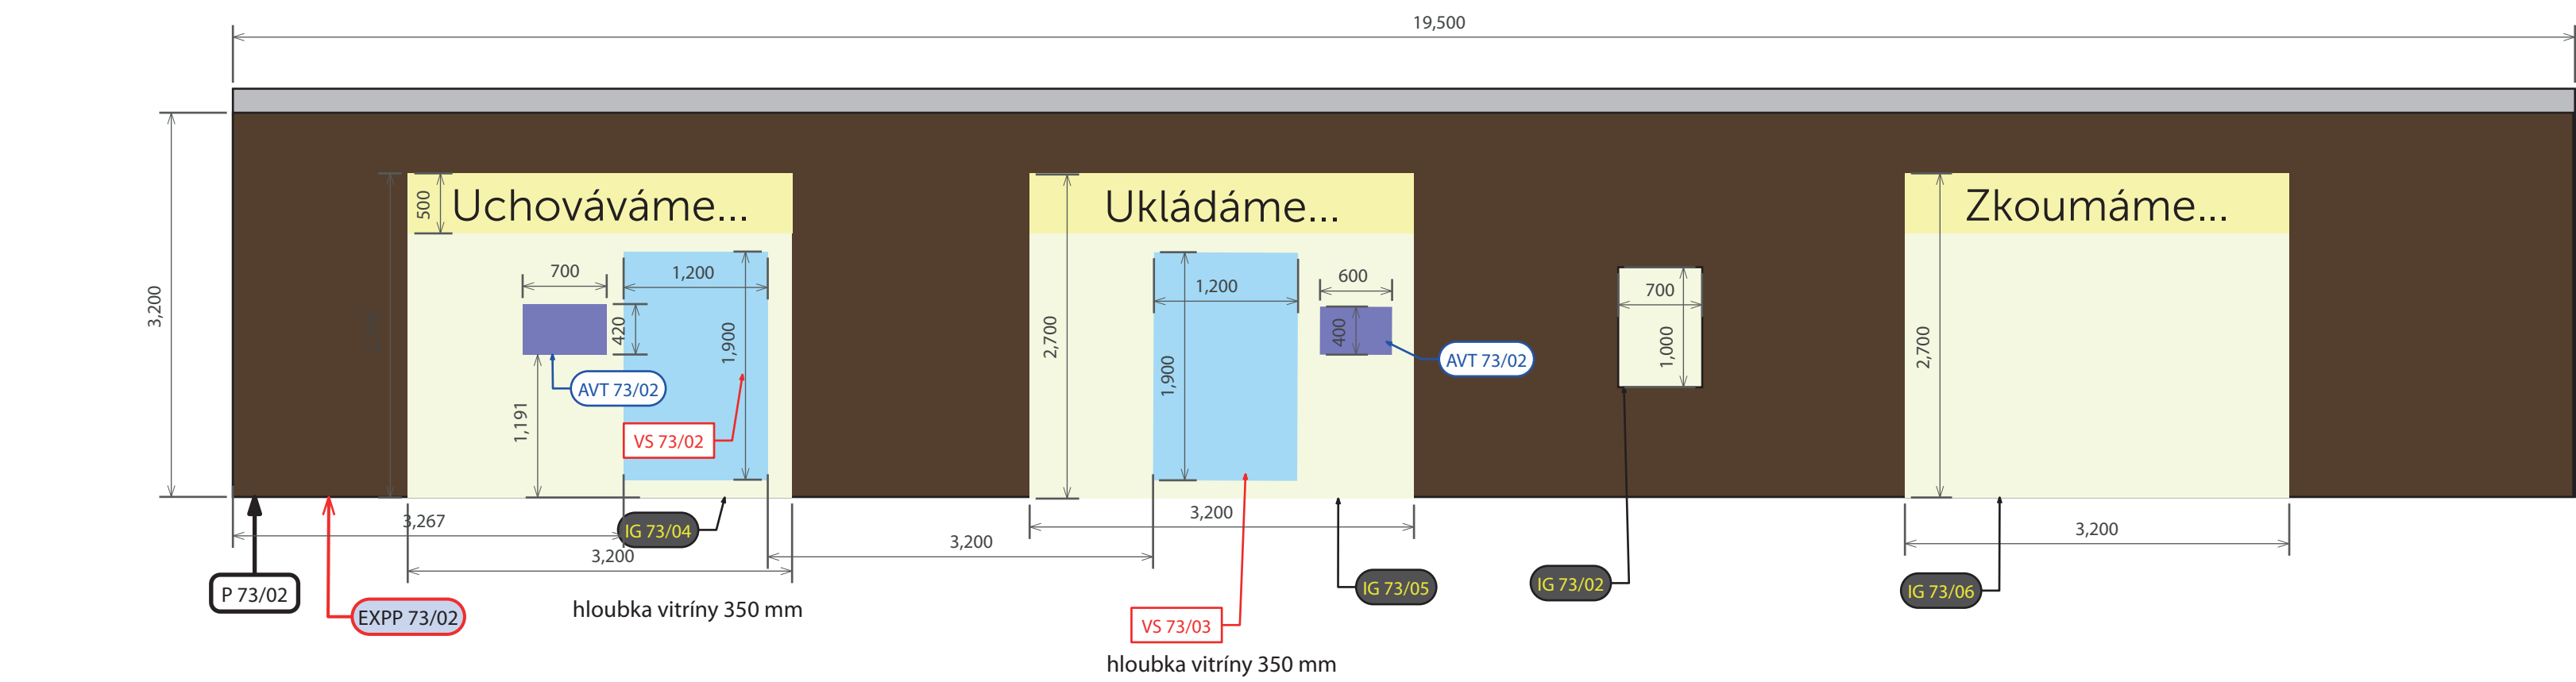 19,500
3,200
500
Uchováváme...
Ukládáme...
Zkoumáme...
700
1,200
420
1,900
AVT 73/02
1,191
VS 73/02
2,700
1,200
1,900
600
400
AVT 73/02
700
1,000
2,700
3,267
IG 73/04
3,200
3,200
3,200
3,200
P 73/02
EXPP 73/02
hloubka vitríny 350 mm
VS 73/03
hloubka vitríny 350 mm
IG 73/05
IG 73/02
IG 73/06